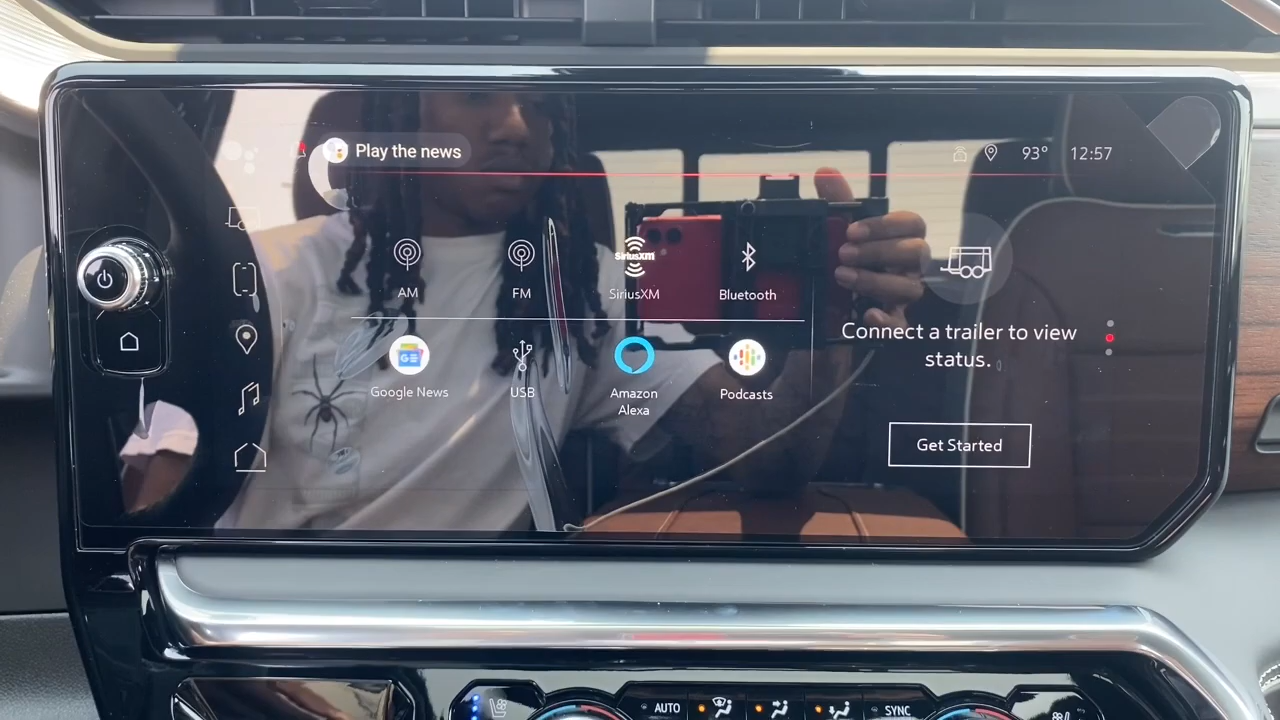 Play the news
93° 12:57
AM
FM
SiriusXM
SiriusXM
Bluetooth
Google News
USB
Amazon
Alexa
Podcasts
Connect a trailer to view
status.
Get Started
AUTO
SYNC